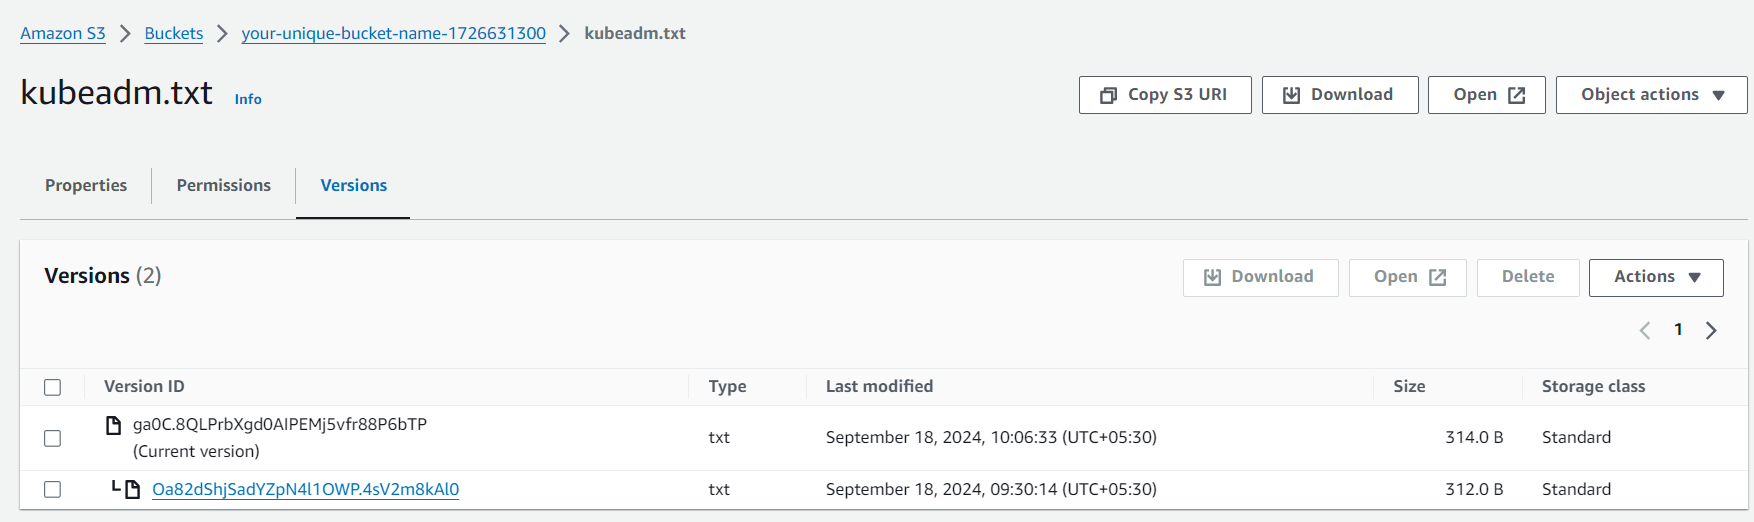 Amazon S3 > Buckets > your-unique-bucket-name-1726631300 > kubeadm.txt
kubeadm.txt Info
Copy S3 URI Download Open Object actions
Properties Permissions Versions
Versions (2)
Download Open Delete Actions
1
Version ID Type Last modified Size Storage class
ga0C.8QLPrbXgd0AIPEMj5vfr88P6bTP
(Current version)
txt September 18, 2024, 10:06:33 (UTC+05:30) 314.0 B Standard
Oa82dShjSadYZpN4l1OWP.4sV2m8kAl0 txt September 18, 2024, 09:30:14 (UTC+05:30) 312.0 B Standard